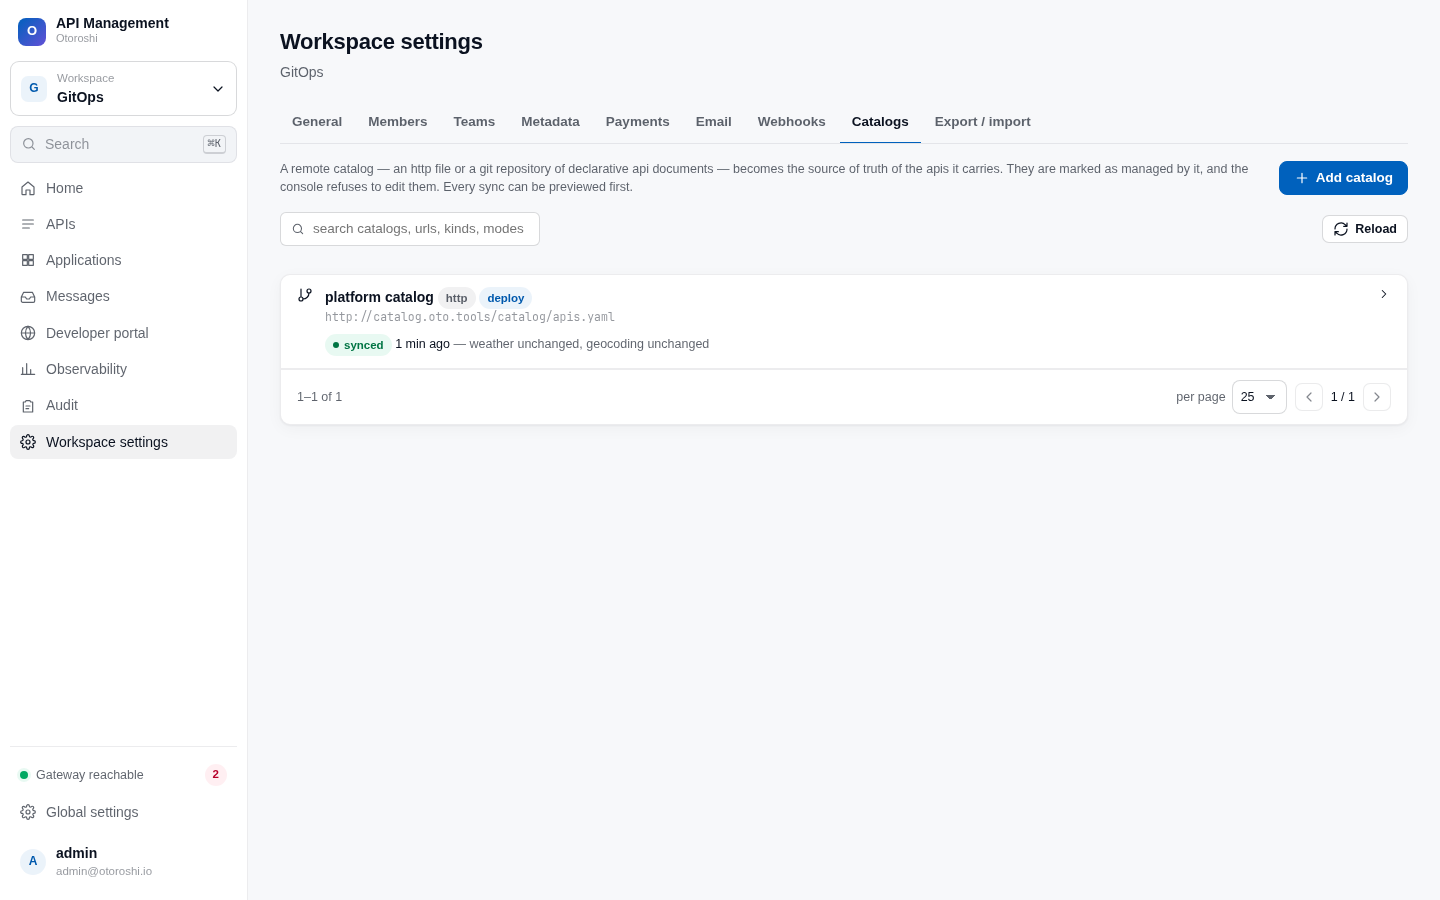 O
API Management
Otoroshi
G
Workspace
GitOps
Search
⌘K
Home
APIs
Applications
Messages
Developer portal
Observability
Audit
Workspace settings
Gateway reachable
2
Global settings
A
admin
admin@otoroshi.io
Workspace settings
GitOps
General Members Teams Metadata Payments Email Webhooks Catalogs Export / import
A remote catalog — an http file or a git repository of declarative api documents — becomes the source of truth of the apis it carries. They are marked as managed by it, and the
console refuses to edit them. Every sync can be previewed first.
Add catalog
search catalogs, urls, kinds, modes
Reload
platform catalog http deploy
http://catalog.oto.tools/catalog/apis.yaml
synced 1 min ago — weather unchanged, geocoding unchanged
1–1 of 1
per page 25 1 / 1